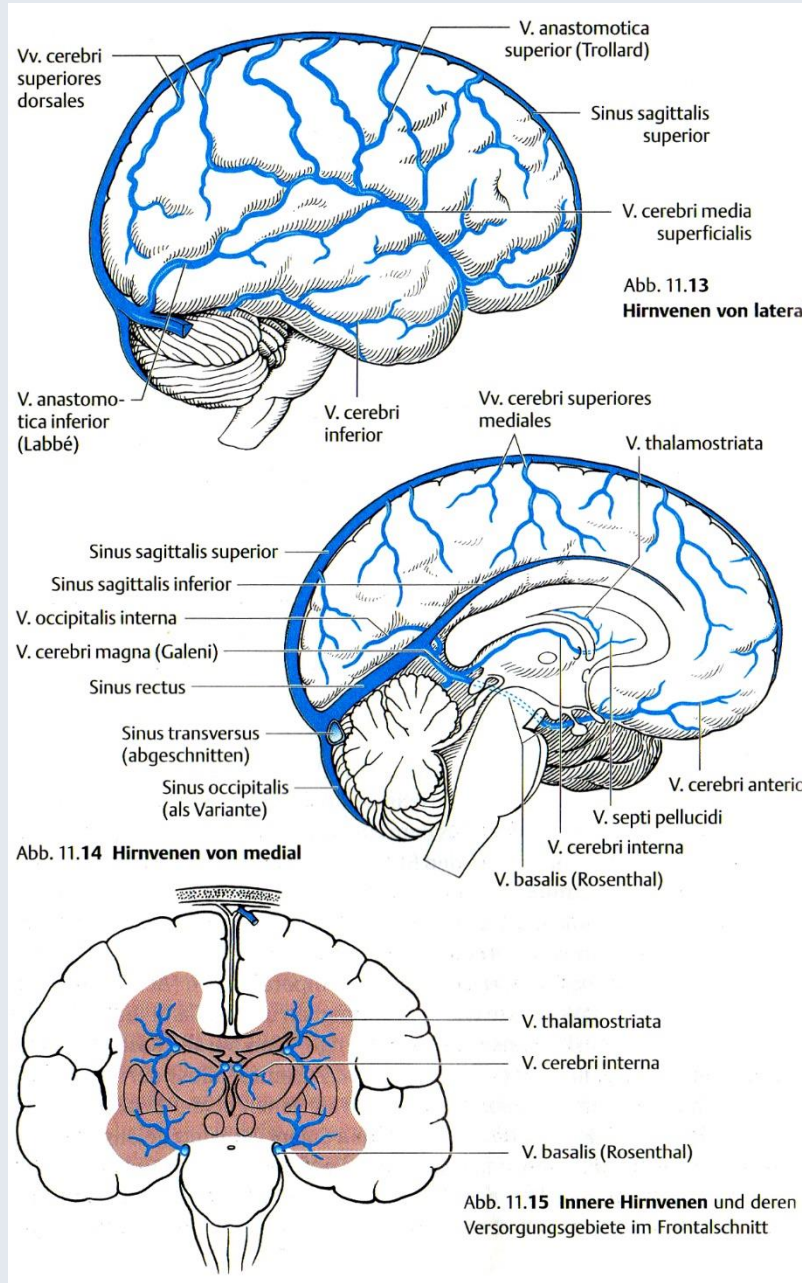 V. anastomotica
superior (Trollard)
Vv. cerebri
superiores
dorsales
Sinus sagittalis
superior
V. cerebri media
superficialis
Abb. 11.13
Hirnvenen von latera
V. anastomo-
tica inferior
(Labbé)
V. cerebri
inferior
Vv. cerebri superiores
mediales
V. thalamostriata
Sinus sagittalis superior
Sinus sagittalis inferior
V. occipitalis interna
V. cerebri magna (Galeni)
Sinus rectus
Sinus transversus
(abgeschnitten)
Sinus occipitalis
(als Variante)
V. cerebri anterio
V. septi pellucidi
V. cerebri interna
V. basalis (Rosenthal)
Abb. 11.14 Hirnvenen von medial
V. thalamostriata
V. cerebri interna
V. basalis (Rosenthal)
Abb. 11.15 Innere Hirnvenen und deren
Versorgungsgebiete im Frontalschnitt